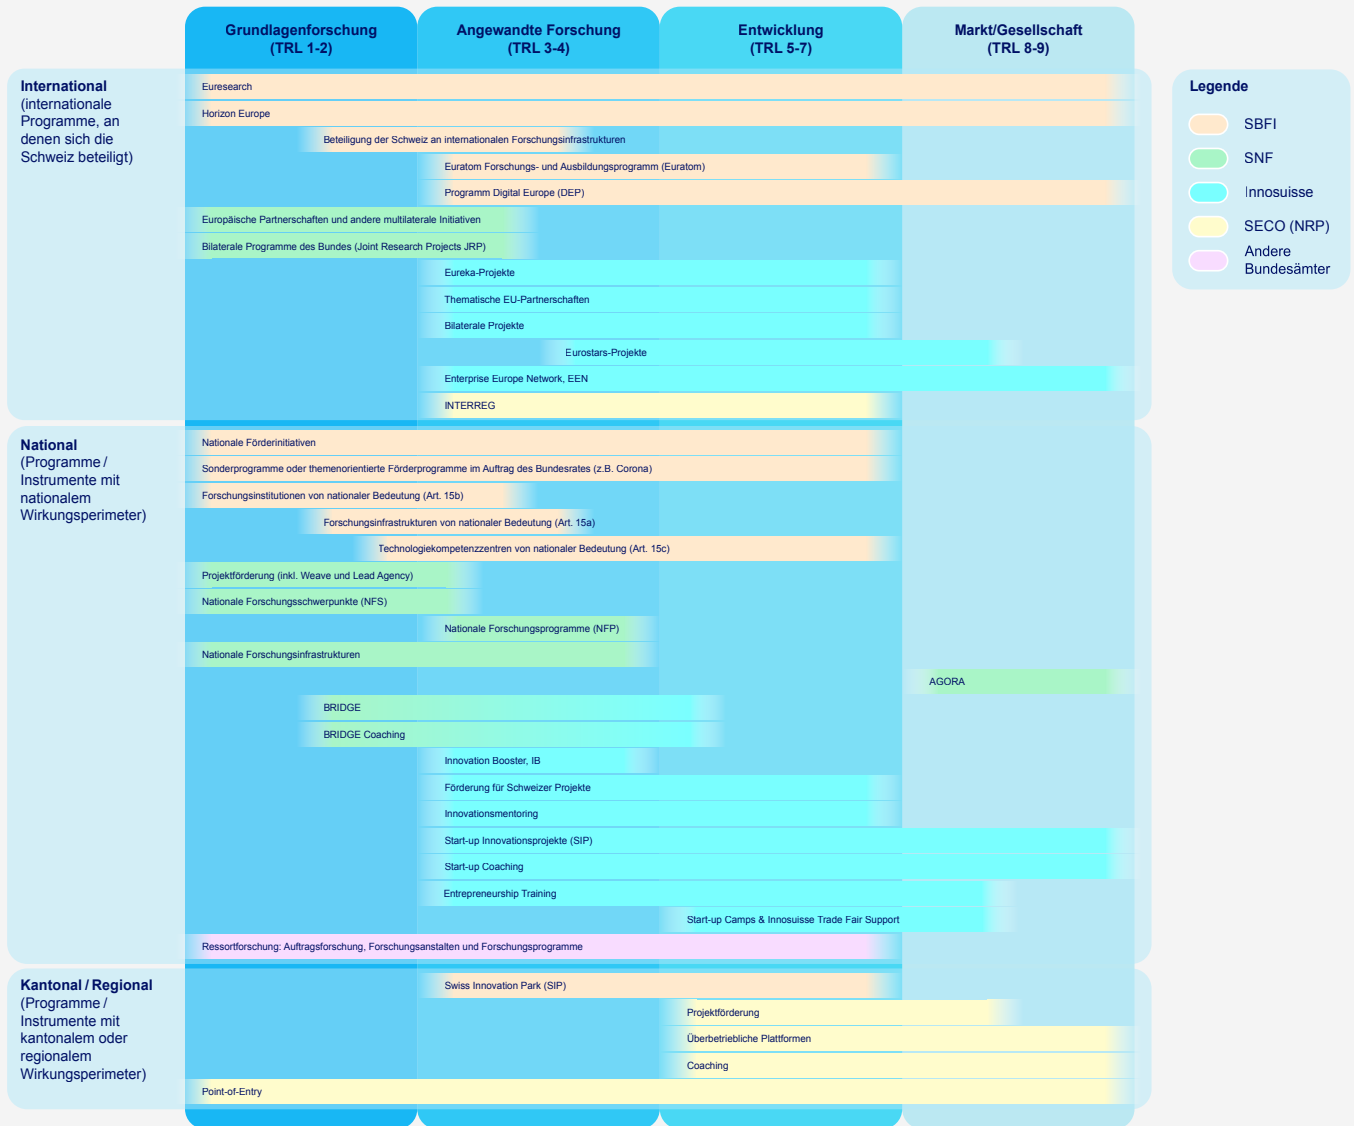 Grundlagenforschung
(TRL 1-2)
Angewandte Forschung
(TRL 3-4)
Entwicklung
(TRL 5-7)
Markt/Gesellschaft
(TRL 8-9)
International
(internationale
Programme, an
denen sich die
Schweiz beteiligt)
Euresearch
Horizon Europe
Beteiligung der Schweiz an internationalen Forschungsinfrastrukturen
Euratom Forschungs- und Ausbildungsprogramm (Euratom)
Programm Digital Europe (DEP)
Europäische Partnerschaften und andere multilaterale Initiativen
Bilaterale Programme des Bundes (Joint Research Projects JRP)
Eureka-Projekte
Thematische EU-Partnerschaften
Bilaterale Projekte
Eurostars-Projekte
Enterprise Europe Network, EEN
INTERREG
Legende
SBFI
SNF
Innosuisse
SECO (NRP)
Andere
Bundesämter
National
(Programme /
Instrumente mit
nationalem
Wirkungsperimeter)
Nationale Förderinitiativen
Sonderprogramme oder themenorientierte Förderprogramme im Auftrag des Bundesrates (z.B. Corona)
Forschungsinstitutionen von nationaler Bedeutung (Art. 15b)
Forschungsinfrastrukturen von nationaler Bedeutung (Art. 15a)
Technologiekompetenzzentren von nationaler Bedeutung (Art. 15c)
Projektförderung (inkl. Weave und Lead Agency)
Nationale Forschungsschwerpunkte (NFS)
Nationale Forschungsprogramme (NFP)
Nationale Forschungsinfrastrukturen
AGORA
BRIDGE
BRIDGE Coaching
Innovation Booster, IB
Förderung für Schweizer Projekte
Innovationsmentoring
Start-up Innovationsprojekte (SIP)
Start-up Coaching
Entrepreneurship Training
Start-up Camps & Innosuisse Trade Fair Support
Ressortforschung: Auftragsforschung, Forschungsanstalten und Forschungsprogramme
Kantonal / Regional
(Programme /
Instrumente mit
kantonalem oder
regionalem
Wirkungsperimeter)
Swiss Innovation Park (SIP)
Projektförderung
Überbetriebliche Plattformen
Coaching
Point-of-Entry